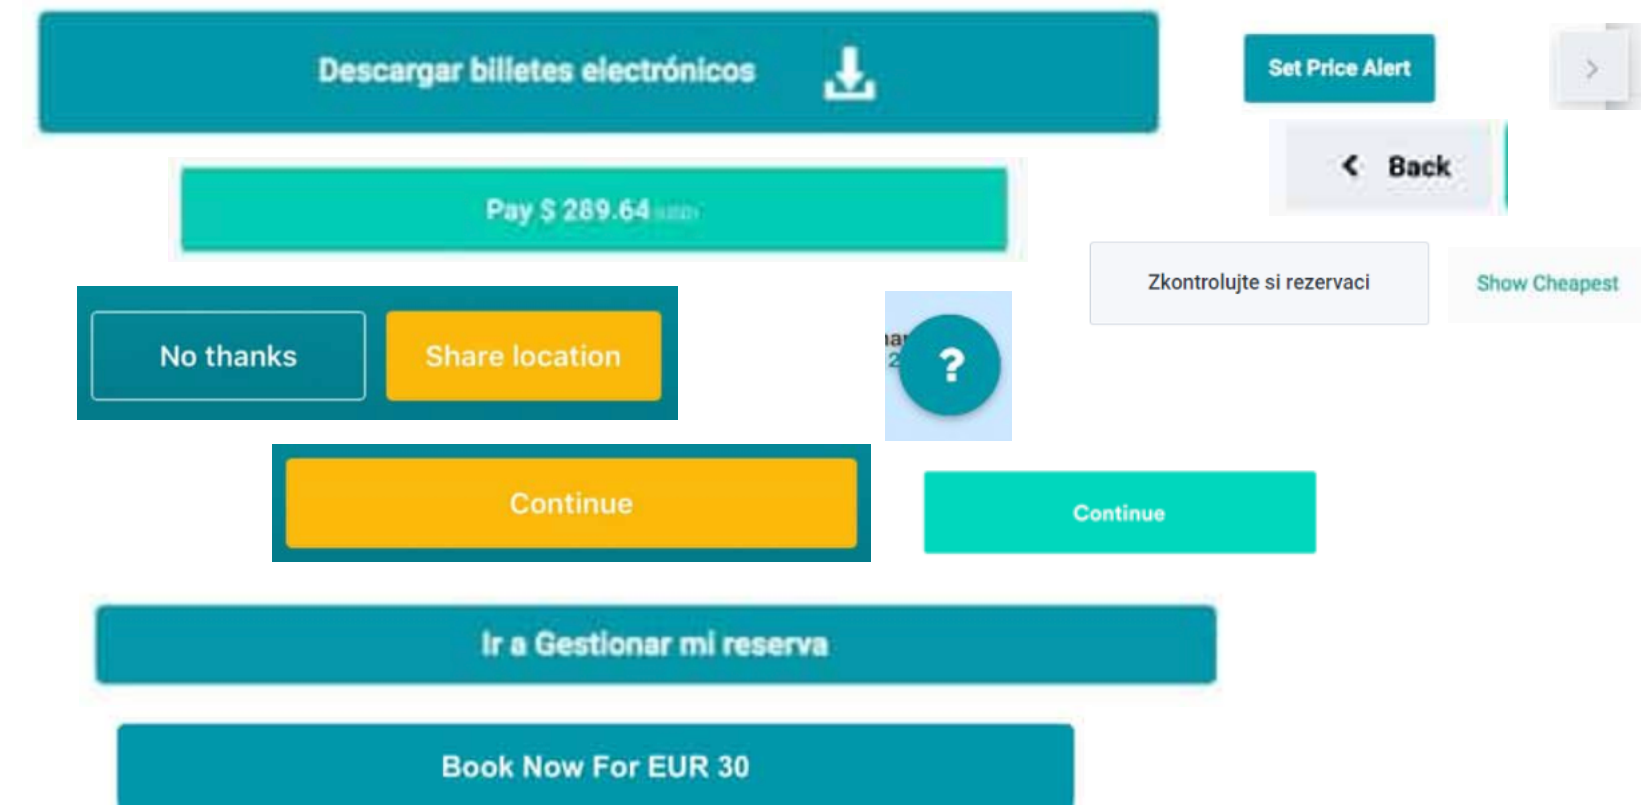 Descargar billetes electrónicos
Set Price Alert
Back
Pay $ 289.64
Zkontrolujte si rezervaci
Show Cheapest
No thanks
Share location
?
Continue
Continue
Ir a Gestionar mi reserva
Book Now For EUR 30